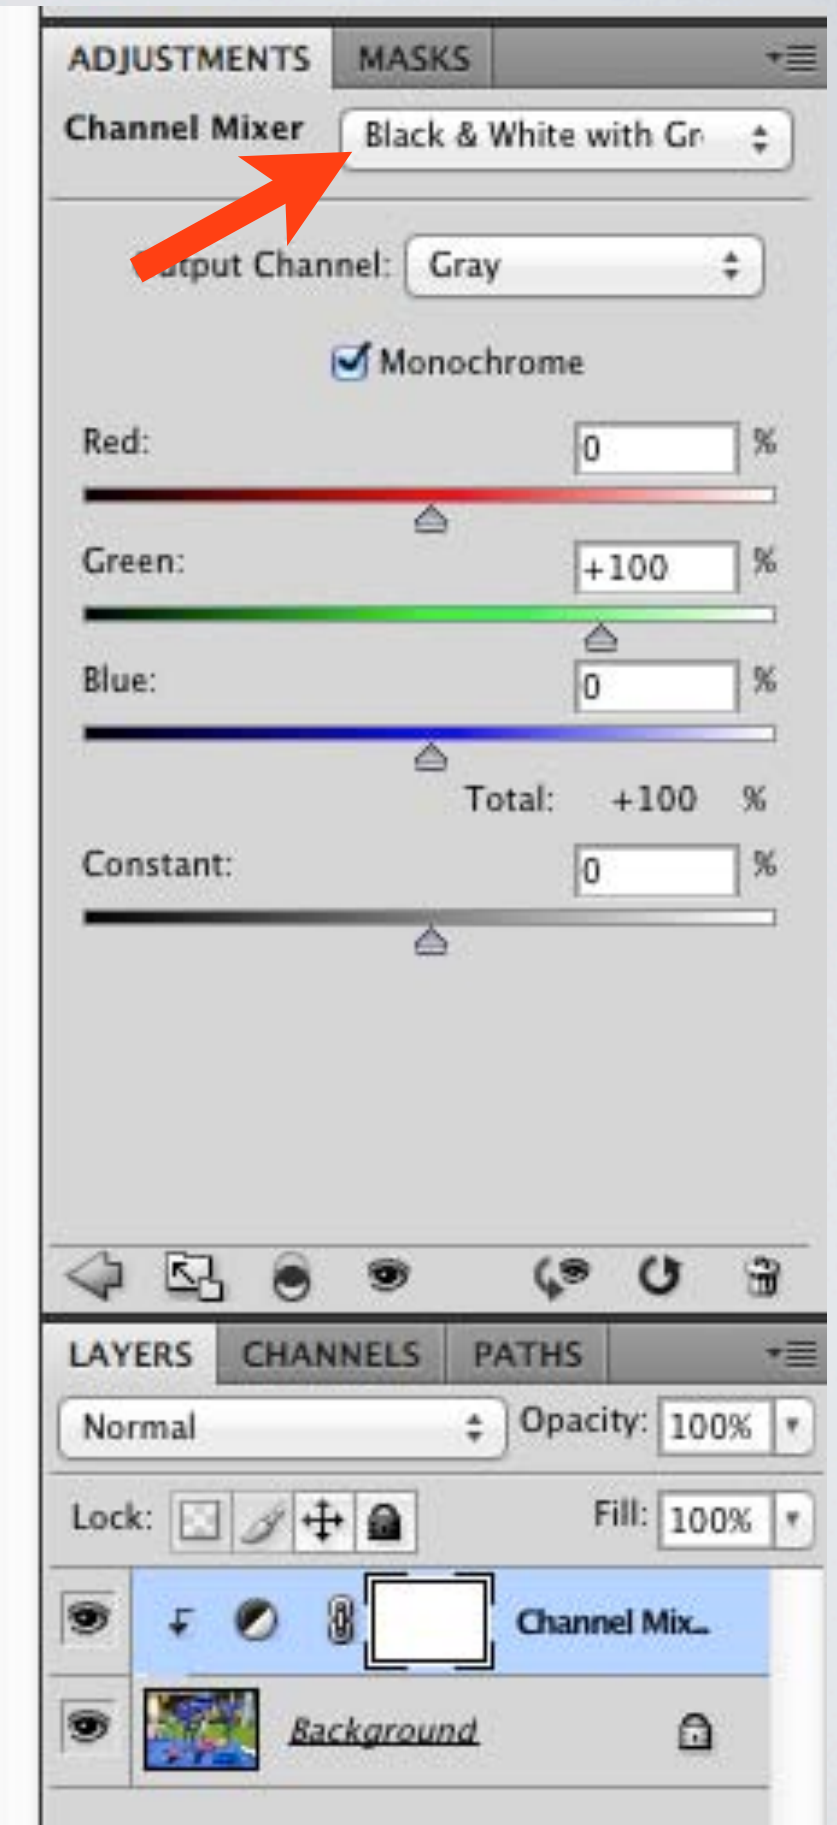 ADJUSTMENTS MASKS
Channel Mixer Black & White with Gr
Output Channel: Gray
Monochrome
Red: 0 %
Green: +100 %
Blue: 0 %
Total: +100 %
Constant: 0 %
LAYERS CHANNELS PATHS
Normal Opacity: 100%
Lock: Fill: 100%
Channel Mix...
Background